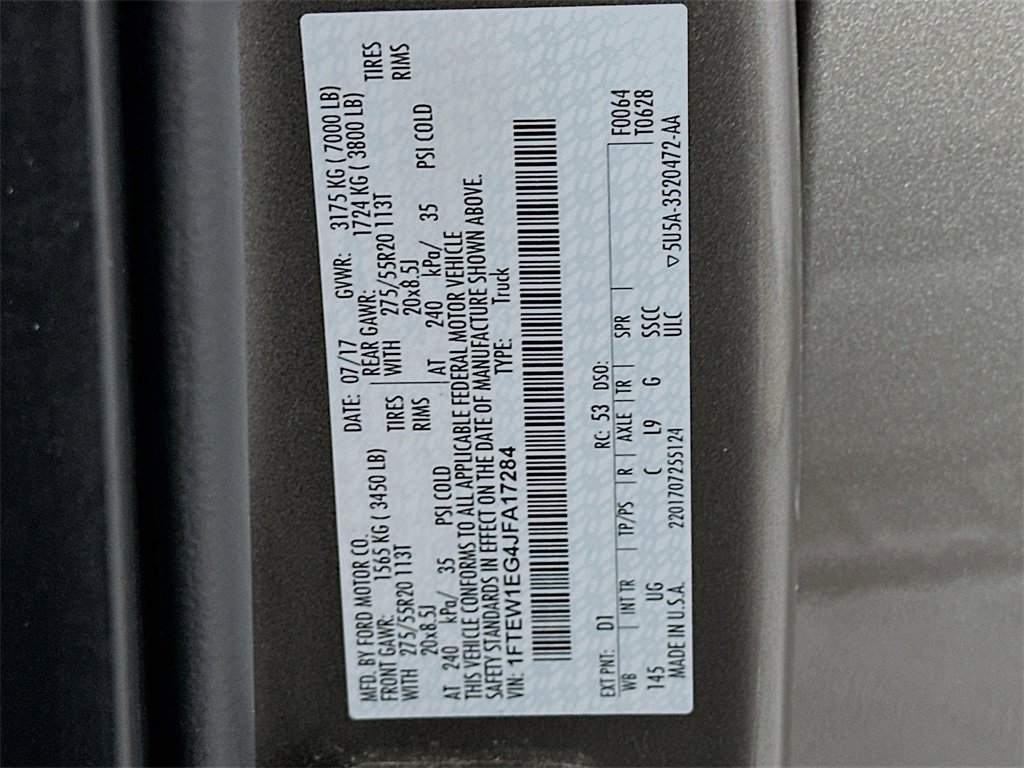 MFD. BY FORD MOTOR CO. DATE: 07/17 GVWR: 3175 KG ( 7000 LB)
FRONT GAWR: 1565 KG ( 3450 LB) REAR GAWR: 1724 KG ( 3800 LB)
WITH 275/55R20 113T TIRES WITH 275/55R20 113T TIRES
20x8.5J RIMS 20x8.5J RIMS
AT 240 kPa/ 35 PSI COLD AT 240 kPa/ 35 PSI COLD
THIS VEHICLE CONFORMS TO ALL APPLICABLE FEDERAL MOTOR VEHICLE
SAFETY STANDARDS IN EFFECT ON THE DATE OF MANUFACTURE SHOWN ABOVE.
VIN: 1FTEW1EG4JFA17284 TYPE: Truck
EXT PNT: D1 RC: 53 DSO: F0064
WB | INT TR | TP/PS | R | AXLE | TR | SPR T0628
145 UG C L9 G SSCC ▽5U5A-3520472-AA
MADE IN U.S.A. 2201707255124 ULC